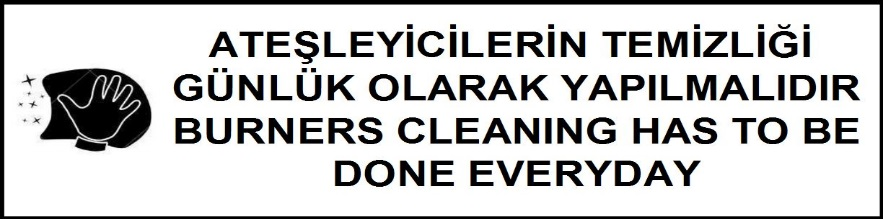 ATEŞLEYİCİLERİN TEMİZLİĞİ
GÜNLÜK OLARAK YAPILMALIDIR
BURNERS CLEANING HAS TO BE
DONE EVERYDAY